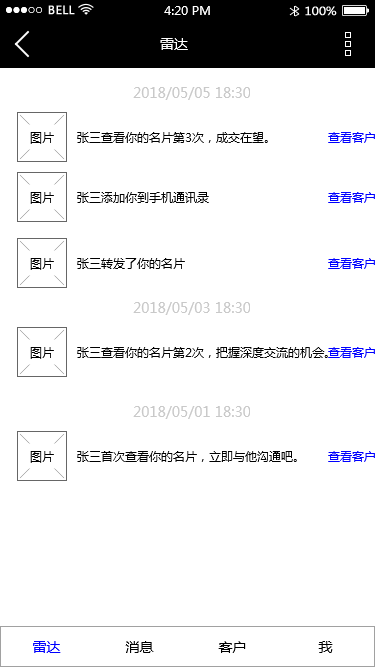 BELL 4:20 PM 100%
雷达
2018/05/05 18:30
图片 张三查看你的名片第3次，成交在望。 查看客户
图片 张三添加你到手机通讯录 查看客户
图片 张三转发了你的名片 查看客户
2018/05/03 18:30
图片 张三查看你的名片第2次，把握深度交流的机会。 查看客户
2018/05/01 18:30
图片 张三首次查看你的名片，立即与他沟通吧。 查看客户
雷达 消息 客户 我